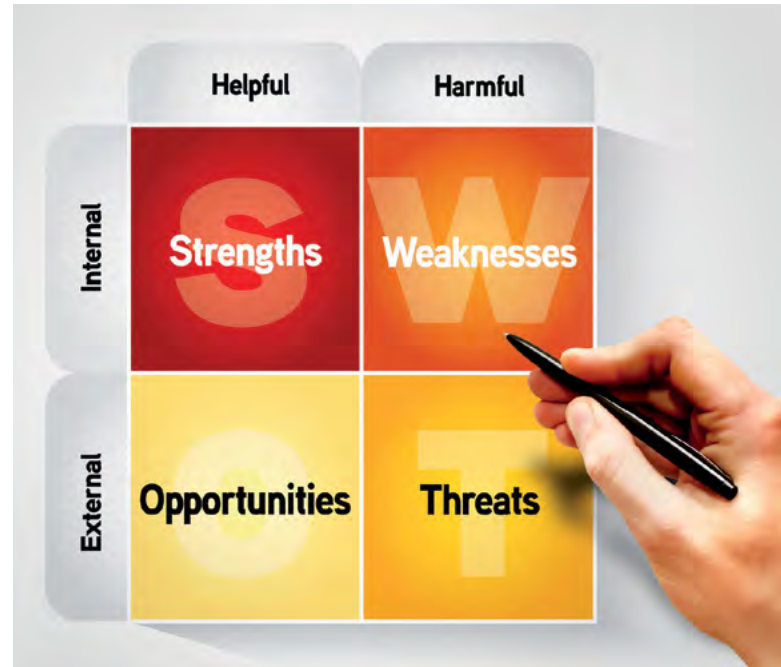 Helpful Harmful
Internal
S W
Strengths Weaknesses
External
O T
Opportunities Threats